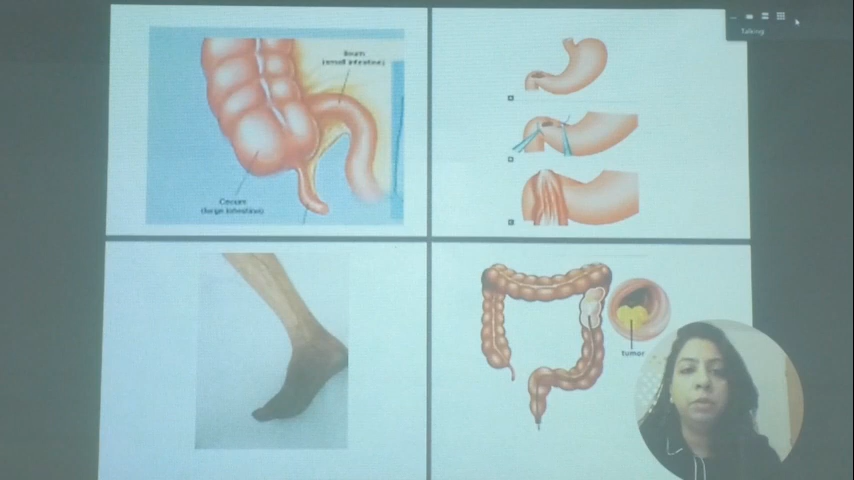 Talking:
Ileum
(small intestine)
Cecum
(large intestine)
tumor